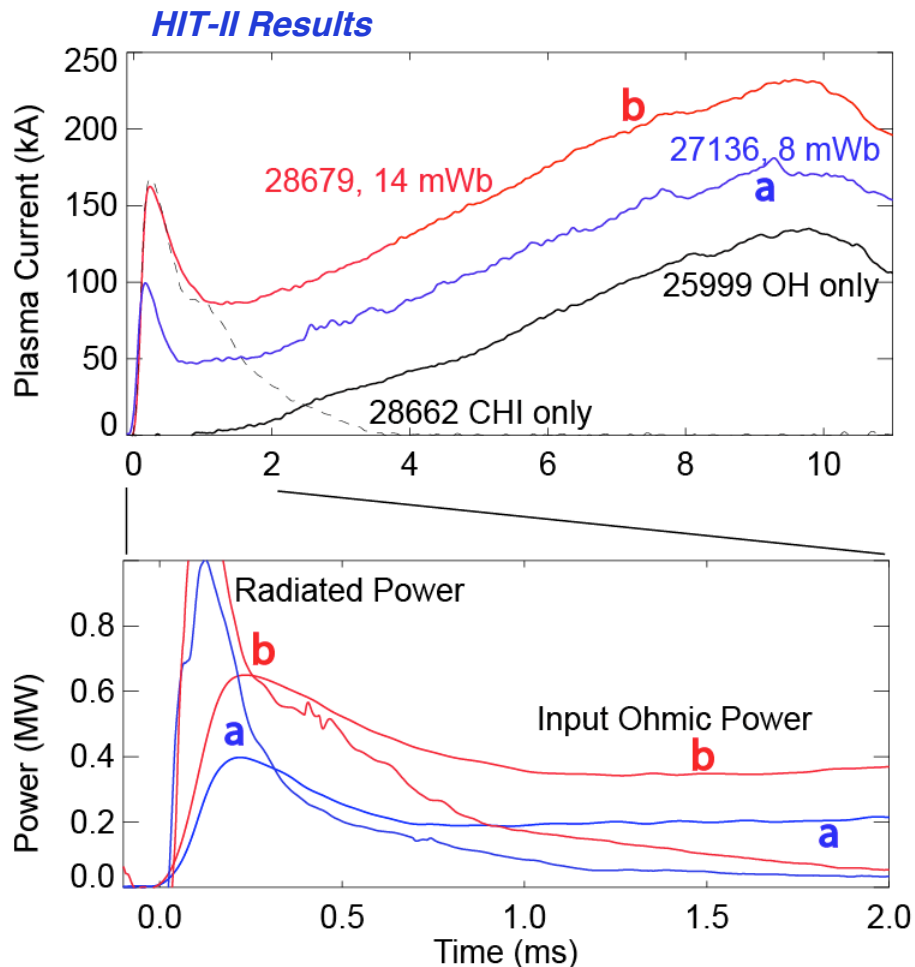 HIT-II Results
250
200
150
100
50
0
Plasma Current (kA)
b
27136, 8 mWb
a
28679, 14 mWb
25999 OH only
28662 CHI only
0 2 4 6 8 10
Radiated Power
b
a
Input Ohmic Power
b
a
0.8
0.6
0.4
0.2
0.0
Power (MW)
0.0 0.5 1.0 1.5 2.0
Time (ms)